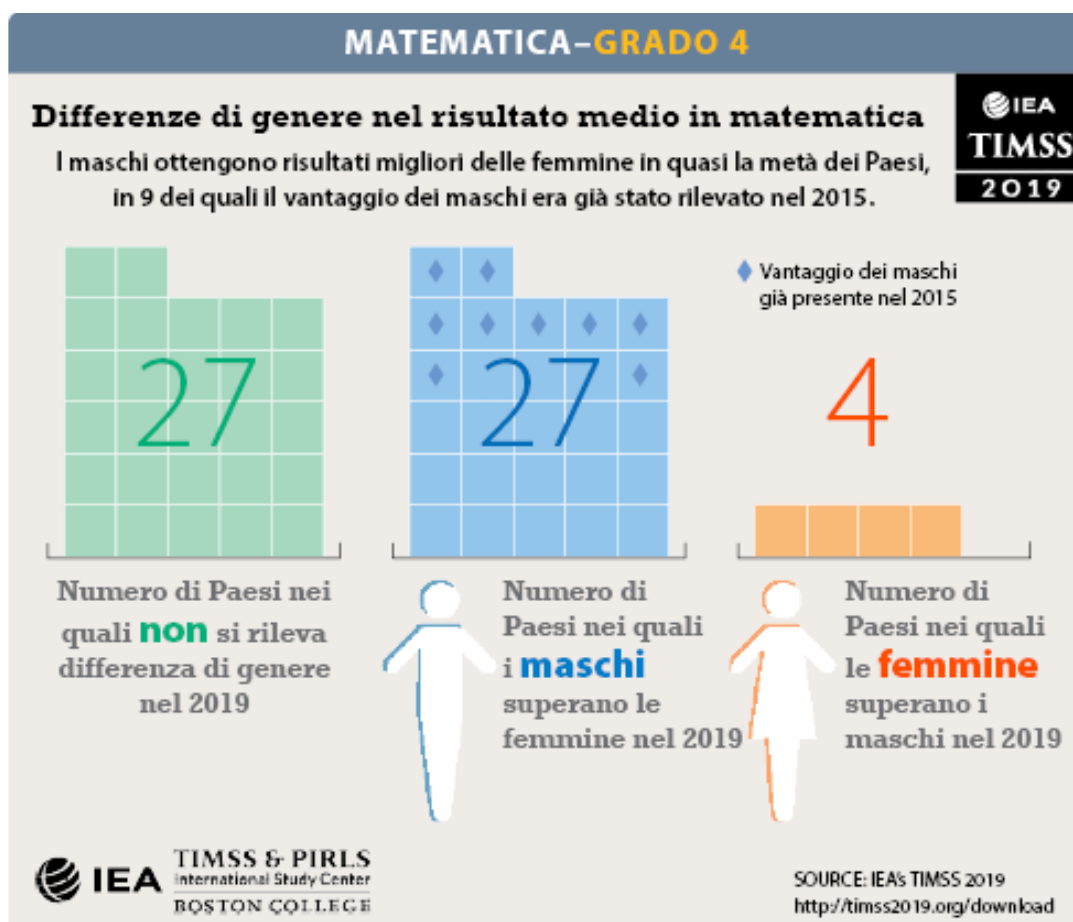 MATEMATICA–GRADO 4
Differenze di genere nel risultato medio in matematica
I maschi ottengono risultati migliori delle femmine in quasi la metà dei Paesi,
in 9 dei quali il vantaggio dei maschi era già stato rilevato nel 2015.
IEA
TIMSS
2019
27
27
Vantaggio dei maschi
già presente nel 2015
4
Numero di Paesi nei
quali non si rileva
differenza di genere
nel 2019
Numero di
Paesi nei quali
i maschi
superano le
femmine nel 2019
Numero di
Paesi nei quali
le femmine
superano i
maschi nel 2019
IEA
TIMSS & PIRLS
International Study Center
BOSTON COLLEGE
SOURCE: IEA's TIMSS 2019
http://timss2019.org/download